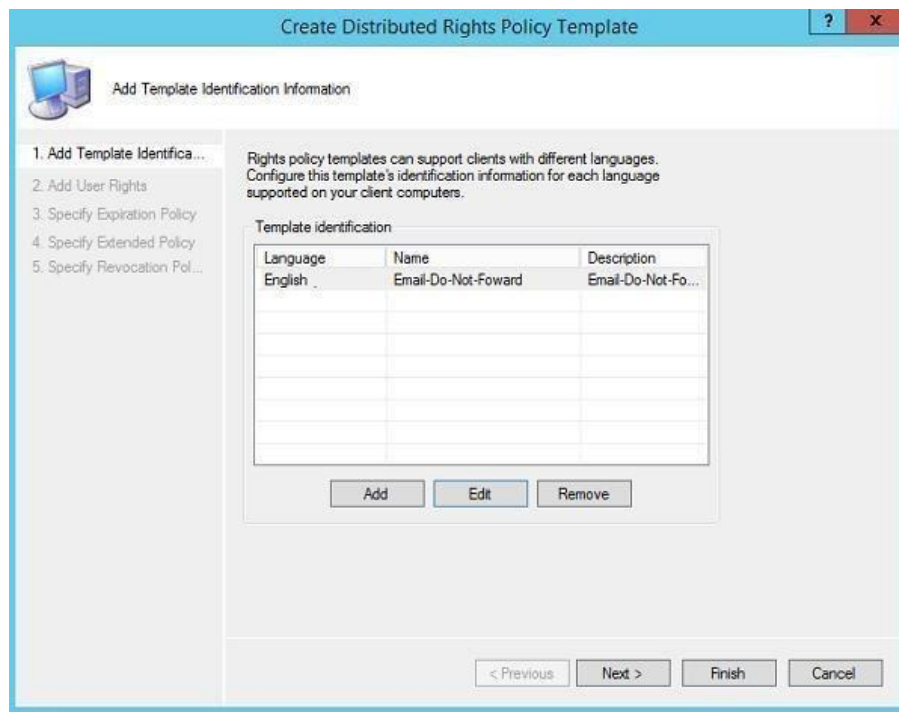 Create Distributed Rights Policy Template
? x
Add Template Identification Information
1. Add Template Identifica...
2. Add User Rights
3. Specify Expiration Policy
4. Specify Extended Policy
5. Specify Revocation Pol...
Rights policy templates can support clients with different languages.
Configure this template's identification information for each language
supported on your client computers.
Template identification
Language Name Description
English Email-Do-Not-Foward Email-Do-Not-Fo...
Add Edit Remove
< Previous Next > Finish Cancel